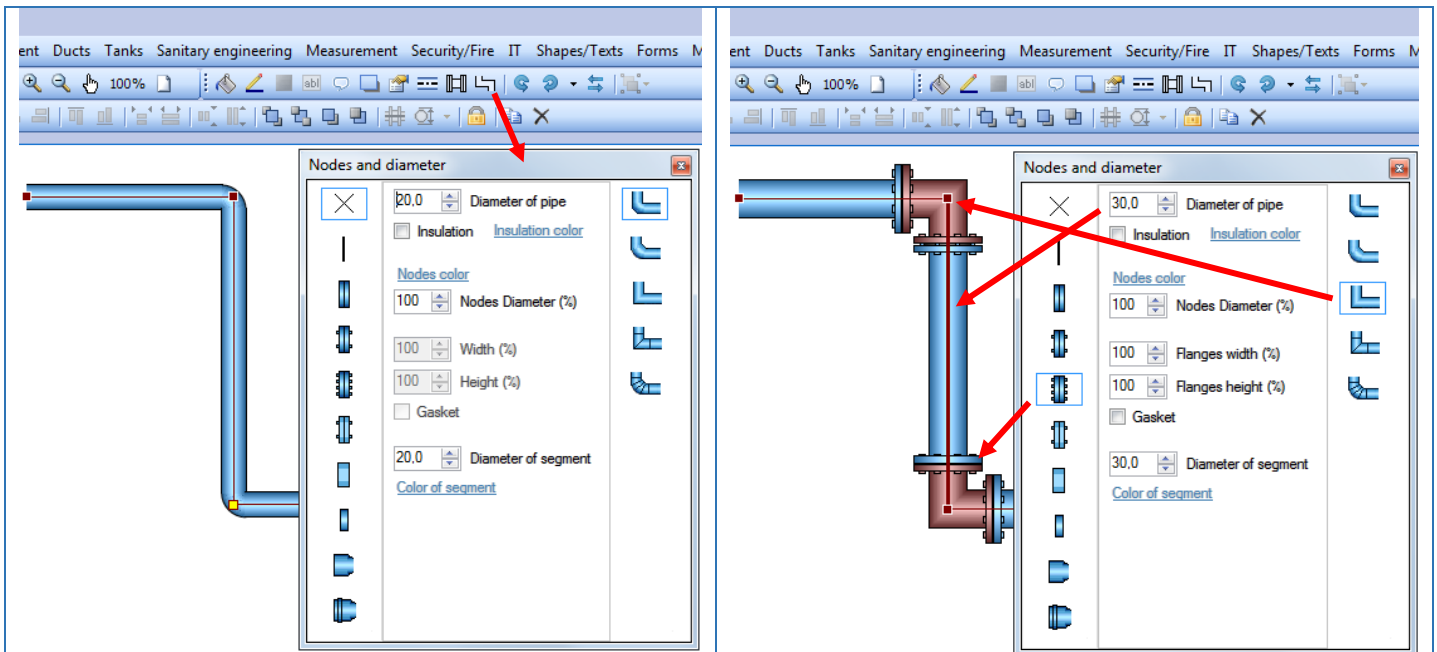 ent Ducts Tanks Sanitary engineering Measurement Security/Fire IT Shapes/Texts Forms M
100% abl
Nodes and diameter
20,0 Diameter of pipe
Insulation Insulation color
Nodes color
100 Nodes Diameter (%)
100 Width (%)
100 Height (%)
Gasket
20,0 Diameter of segment
Color of segment
ent Ducts Tanks Sanitary engineering Measurement Security/Fire IT Shapes/Texts Forms M
100% abl
Nodes and diameter
30,0 Diameter of pipe
Insulation Insulation color
Nodes color
100 Nodes Diameter (%)
100 Flanges width (%)
100 Flanges height (%)
Gasket
30,0 Diameter of segment
Color of segment